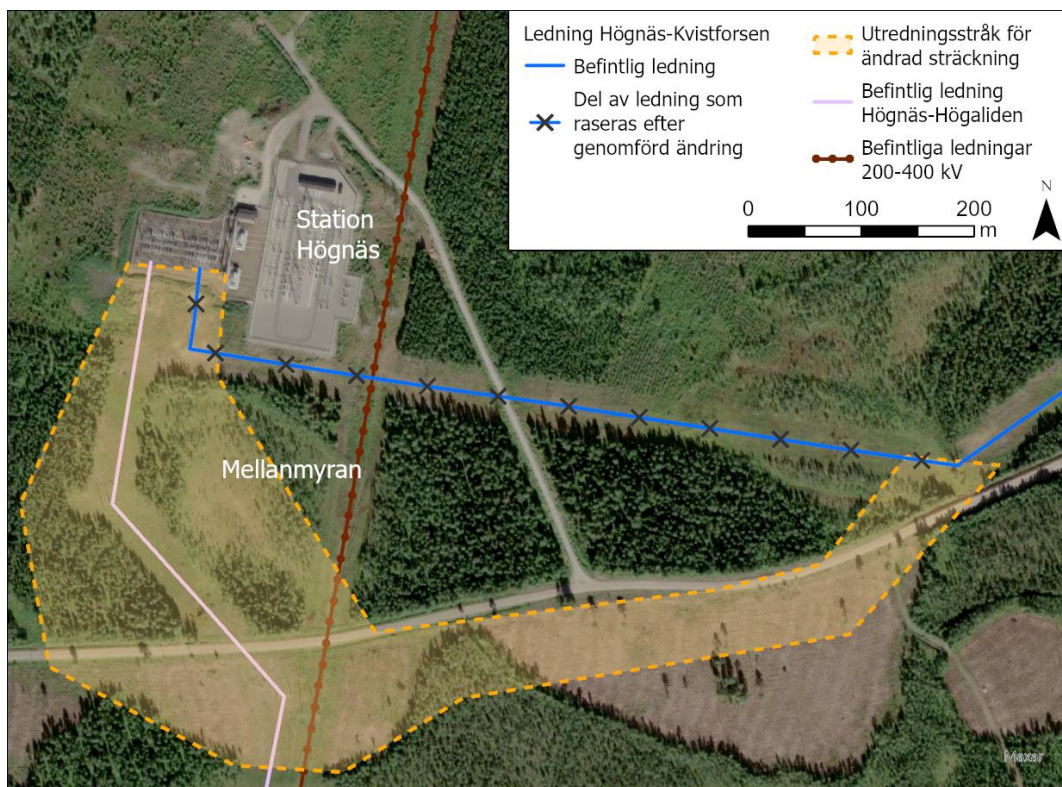 Ledning Högnäs-Kvistforsen
Befintlig ledning
Del av ledning som
raseras efter
genomförd ändring
Utredningsstråk för
ändrad sträckning
Befintlig ledning
Högnäs-Högaliden
Befintliga ledningar
200-400 kV
N
0 100 200
m
Station
Högnäs
Mellanmyran
Maxar